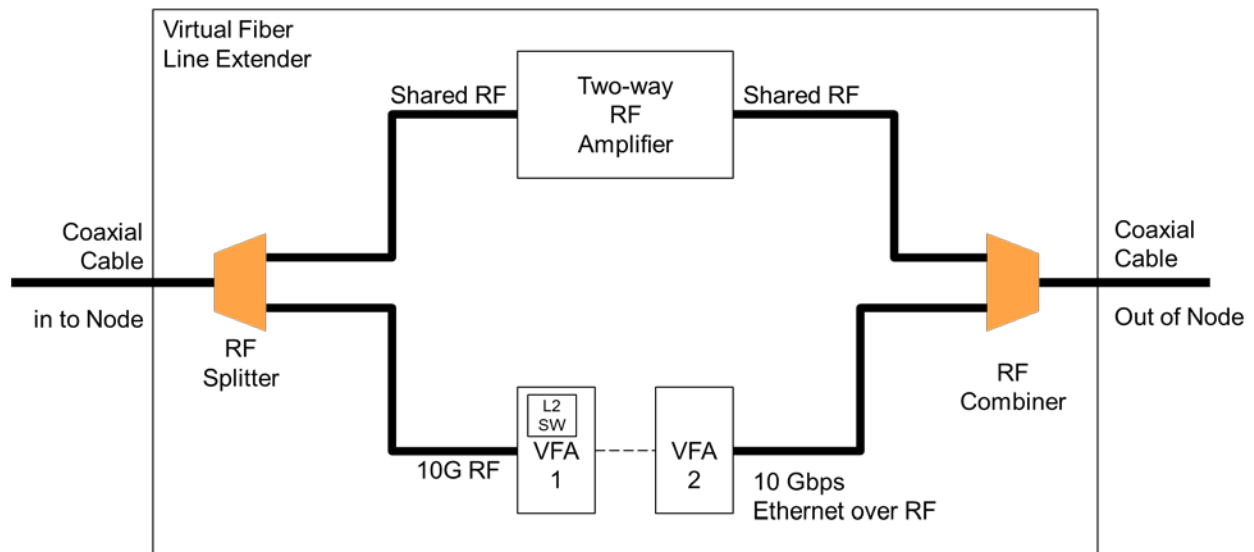 Virtual Fiber
Line Extender
Shared RF
Two-way
RF
Amplifier
Shared RF
Coaxial
Cable
in to Node
RF
Splitter
10G RF
L2
SW
VFA
1
VFA
2
10 Gbps
Ethernet over RF
RF
Combiner
Coaxial
Cable
Out of Node